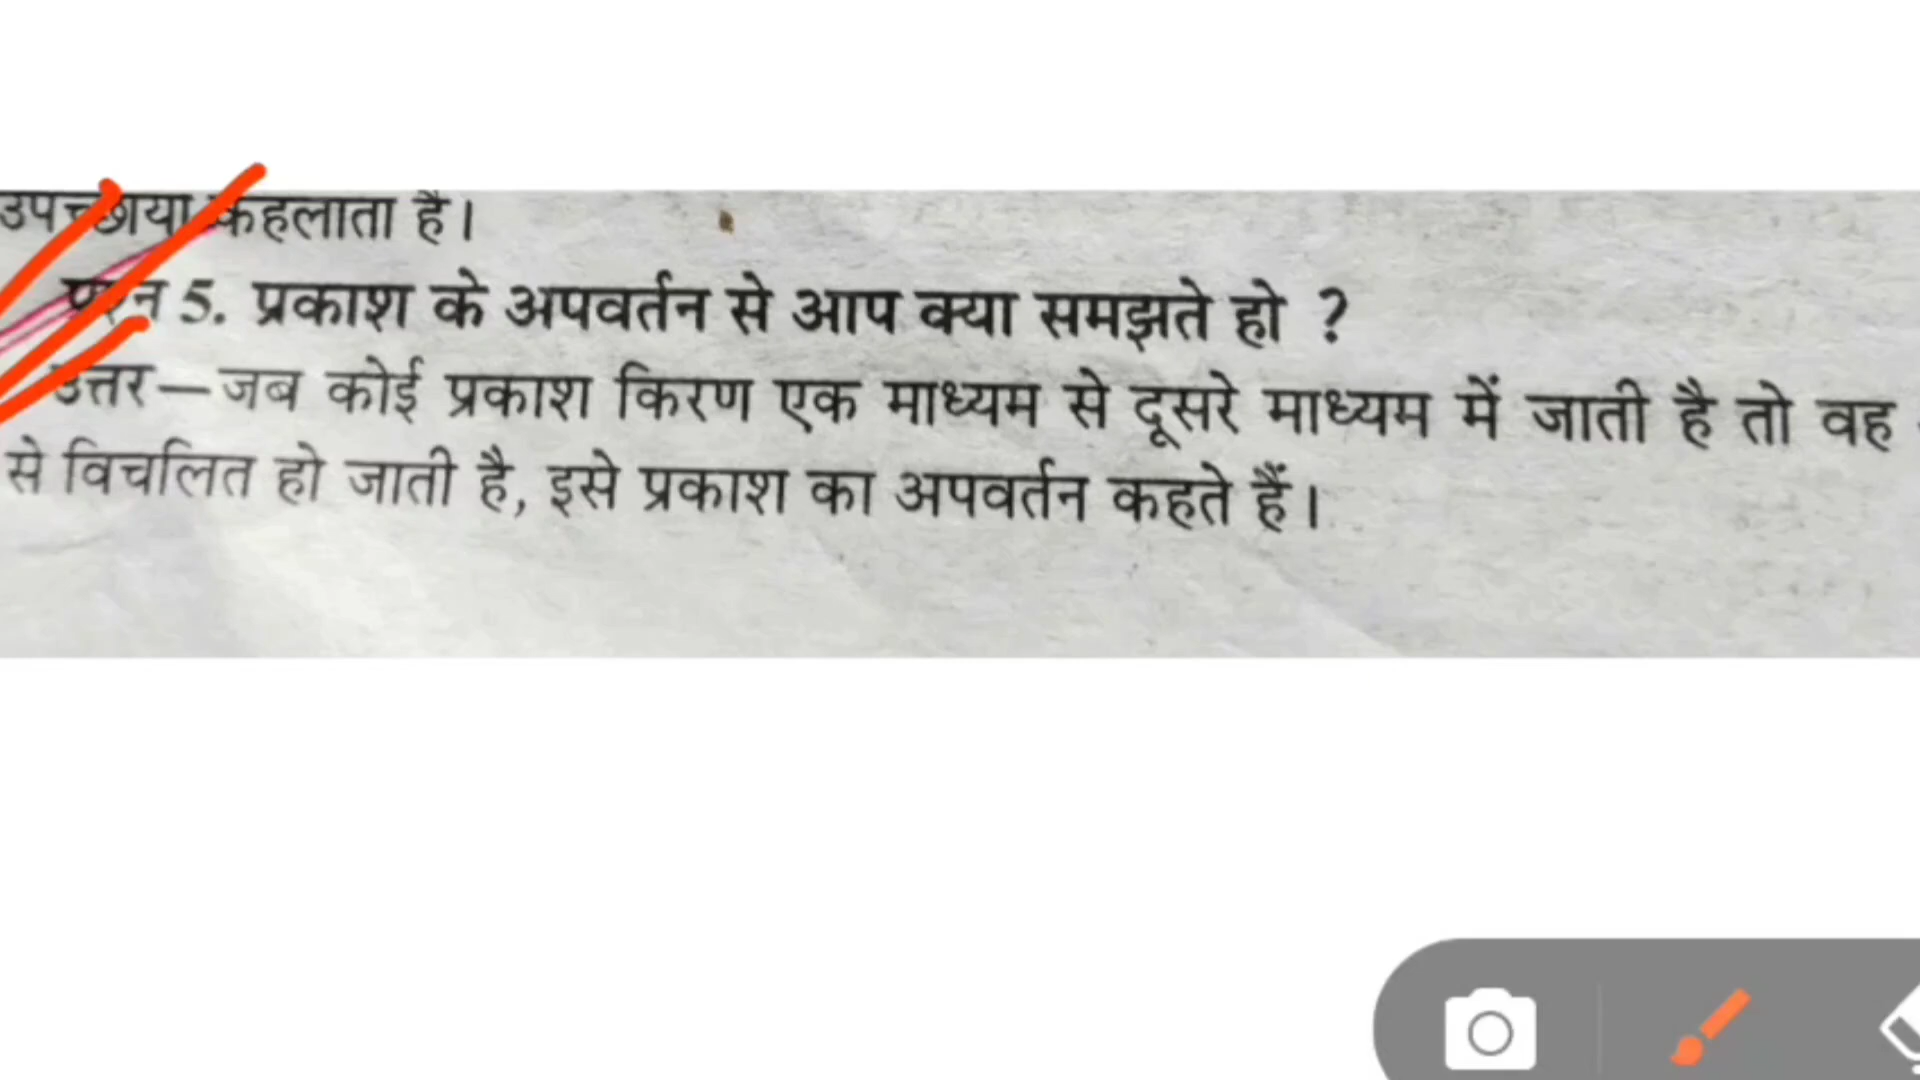 उपच्छाया कहलाता है।
प्रश्न 5. प्रकाश के अपवर्तन से आप क्या समझते हो ?
उत्तर—जब कोई प्रकाश किरण एक माध्यम से दूसरे माध्यम में जाती है तो वह
से विचलित हो जाती है, इसे प्रकाश का अपवर्तन कहते हैं।